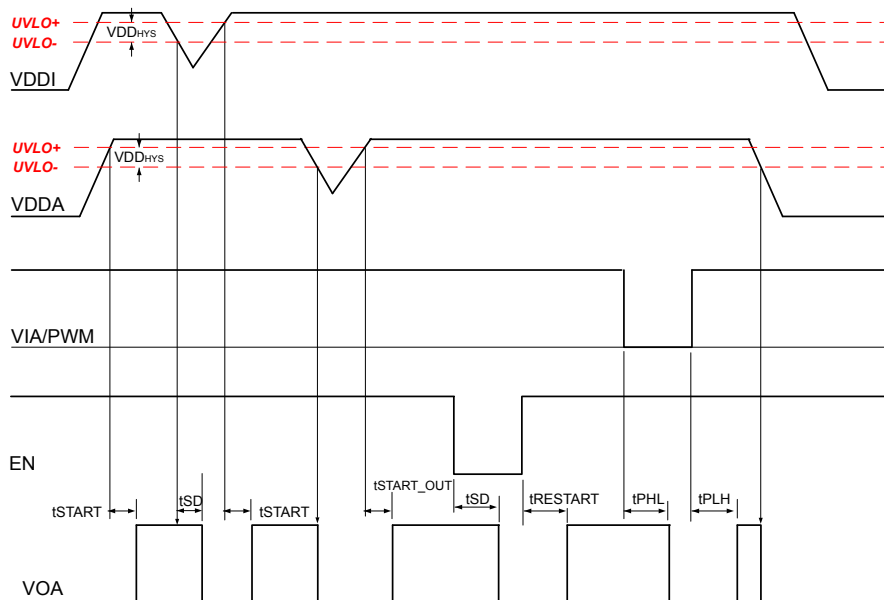 UVLO+
VDDHYS
UVLO-
VDDI
UVLO+
VDDHYS
UVLO-
VDDA
VIA/PWM
EN
tSTART
tSD
tSTART
tSTART_OUT
tSD
tRESTART
tPHL
tPLH
VOA